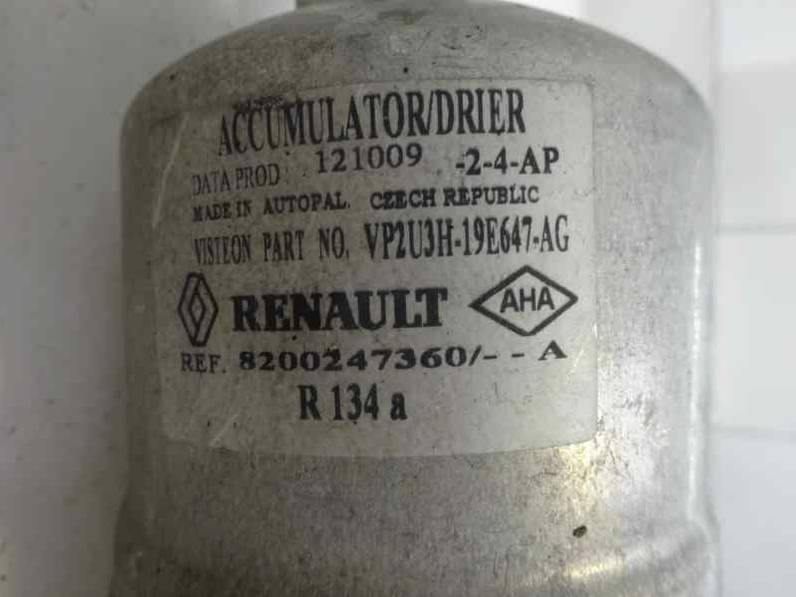 ACCUMULATOR/DRIER
DATA PROD: 121009 -2-4-AP
MADE IN AUTOPAL. CZECH REPUBLIC
VISTEON PART NO. VP2U3H-19E647-AG
RENAULT AHA
REF. 8200247360/- - A
R 134 a